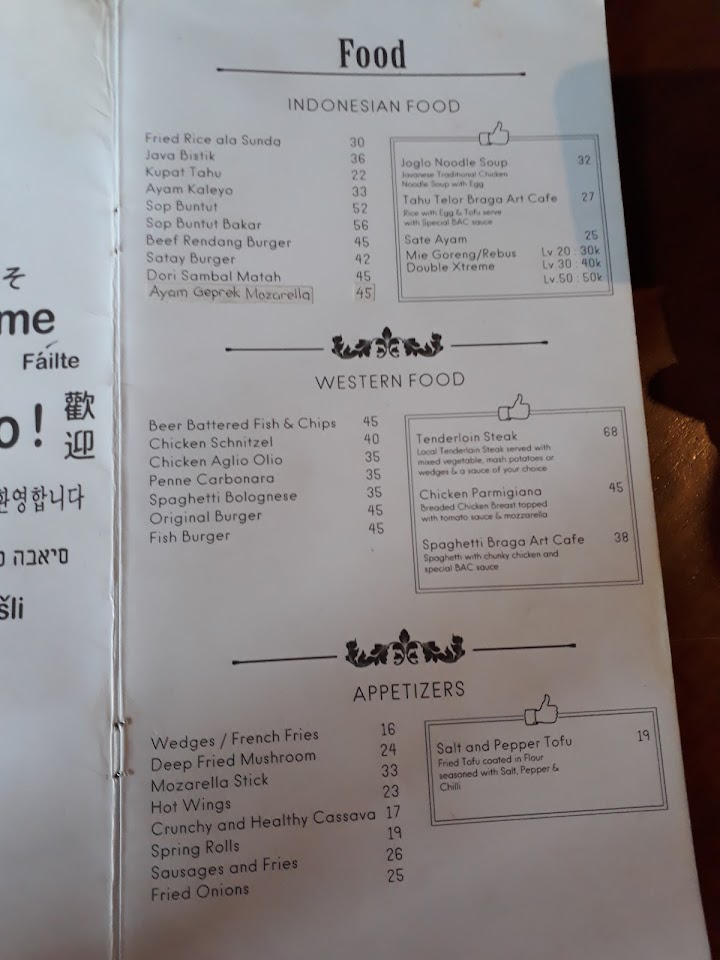 そ
me
Fáilte
o!
歡
迎
환영합니다
šli
Food
INDONESIAN FOOD
Fried Rice ala Sunda 30
Java Bistik 36
Kupat Tahu 22
Ayam Kaleyo 33
Sop Buntut 52
Sop Buntut Bakar 56
Beef Rendang Burger 45
Satay Burger 42
Dori Sambal Matah 45
Ayam Geprek Mozarella 45
Joglo Noodle Soup 32
Javanese Traditional Chicken
Noodle Soup with Egg
Tahu Telor Braga Art Cafe 27
Rice with Egg & Tofu serve
with Special BAC sauce
Sate Ayam 25
Mie Goreng/Rebus Lv 20 : 30k
Double Xtreme Lv 30 : 40k
Lv.50 : 50k
WESTERN FOOD
Beer Battered Fish & Chips 45
Chicken Schnitzel 40
Chicken Aglio Olio 35
Penne Carbonara 35
Spaghetti Bolognese 35
Original Burger 45
Fish Burger 45
Tenderloin Steak 68
Local Tenderlain Steak served with
mixed vegetable, mash potatoes or
wedges & a sauce of your choice
Chicken Parmigiana 45
Breaded Chicken Breast topped
with tomato sauce & mozzarella
Spaghetti Braga Art Cafe 38
Spaghetti with chunky chicken and
special BAC sauce
APPETIZERS
Wedges / French Fries 16
Deep Fried Mushroom 24
Mozarella Stick 33
Hot Wings 23
Crunchy and Healthy Cassava 17
Spring Rolls 19
Sausages and Fries 26
Fried Onions 25
Salt and Pepper Tofu 19
Fried Tofu coated in Flour
seasoned with Salt, Pepper &
Chilli